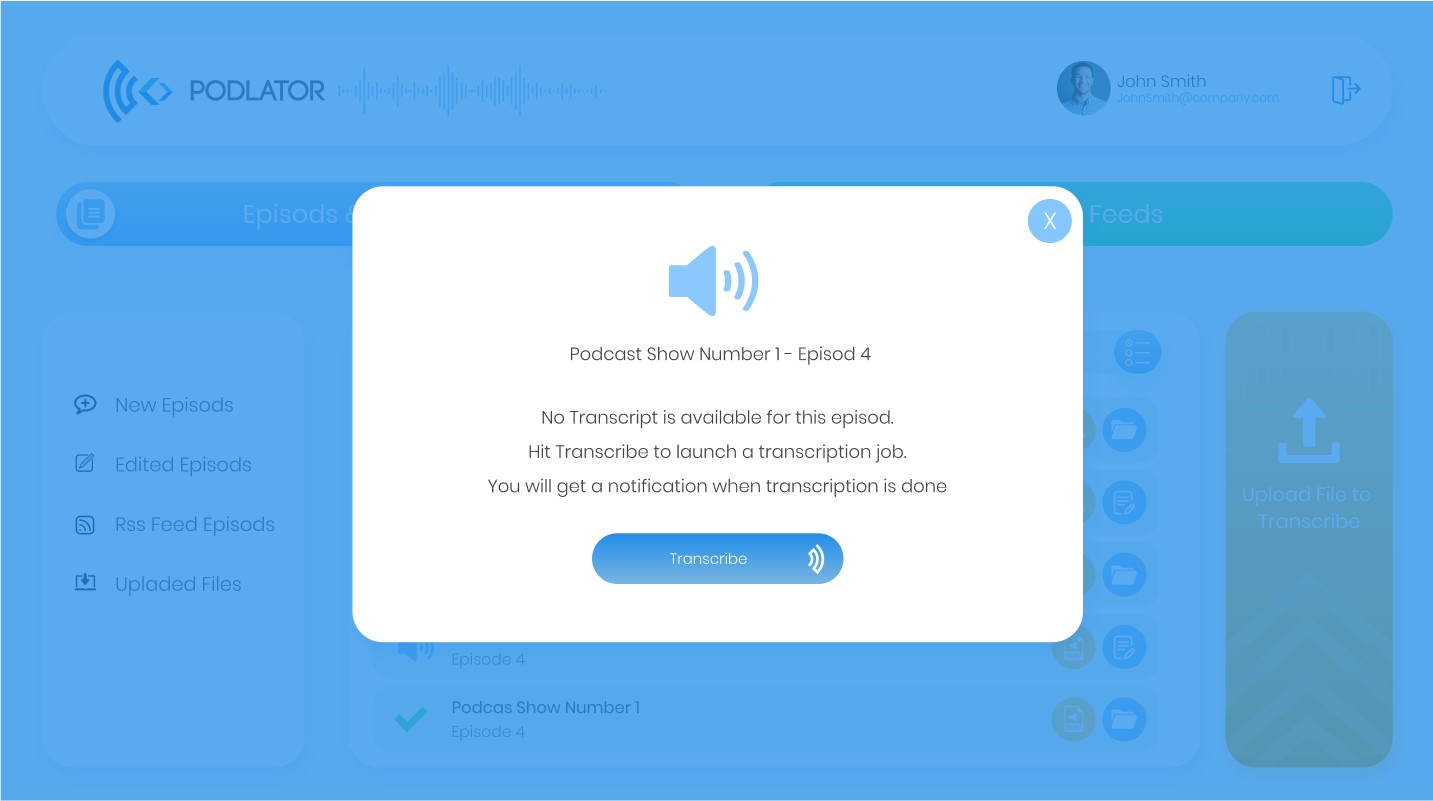 PODLATOR
John Smith
JohnSmith@company.com
Episods &
Feeds
X
Podcast Show Number 1 - Episod 4
No Transcript is available for this episod.
Hit Transcribe to launch a transcription job.
You will get a notification when transcription is done
Transcribe
New Episods
Edited Episods
Rss Feed Episods
Upladed Files
Upload File to
Transcribe
Episode 4
Podcas Show Number 1
Episode 4